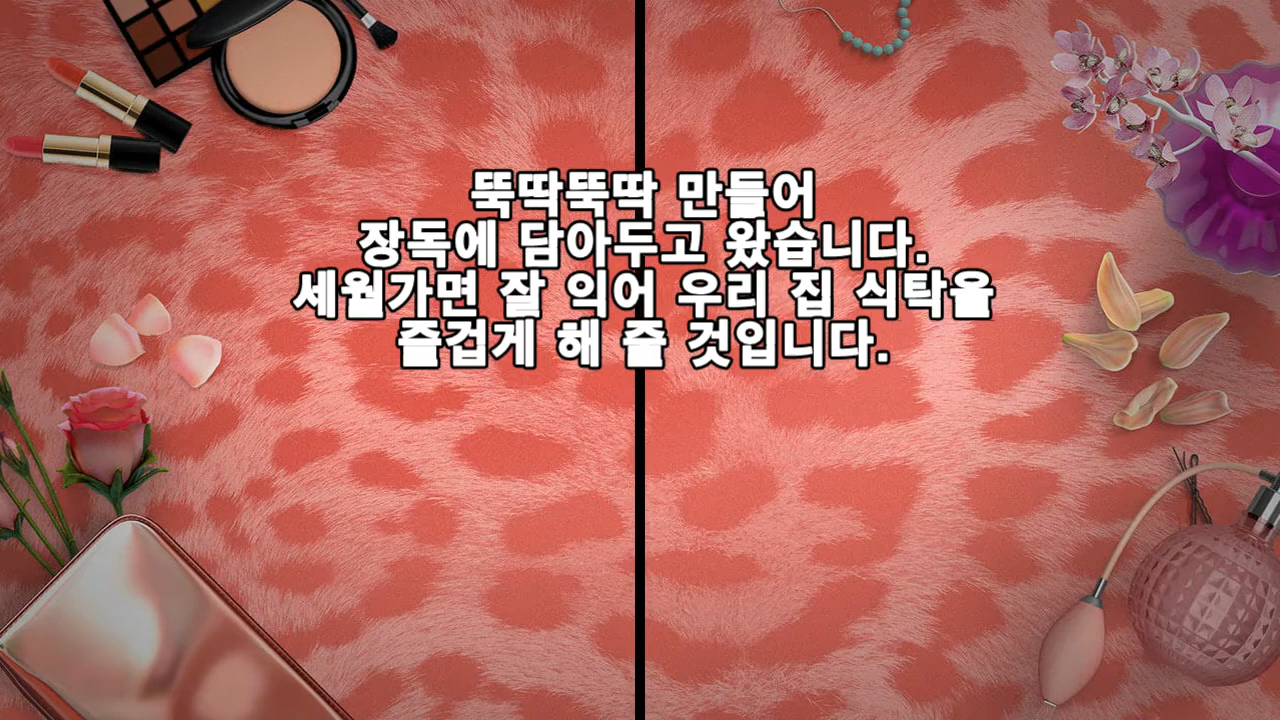 뚝딱뚝딱 만들어
장독에 담아두고 왔습니다.
세월가면 잘 익어 우리 집 식탁을
즐겁게 해 줄 것입니다.